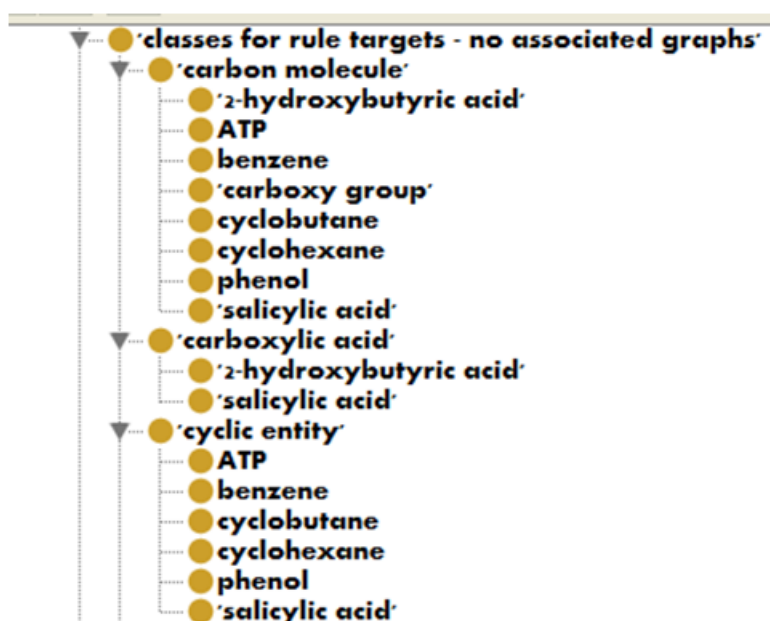 'classes for rule targets - no associated graphs'
'carbon molecule'
'2-hydroxybutyric acid'
ATP
benzene
'carboxy group'
cyclobutane
cyclohexane
phenol
'salicylic acid'
'carboxylic acid'
'2-hydroxybutyric acid'
'salicylic acid'
'cyclic entity'
ATP
benzene
cyclobutane
cyclohexane
phenol
'salicylic acid'